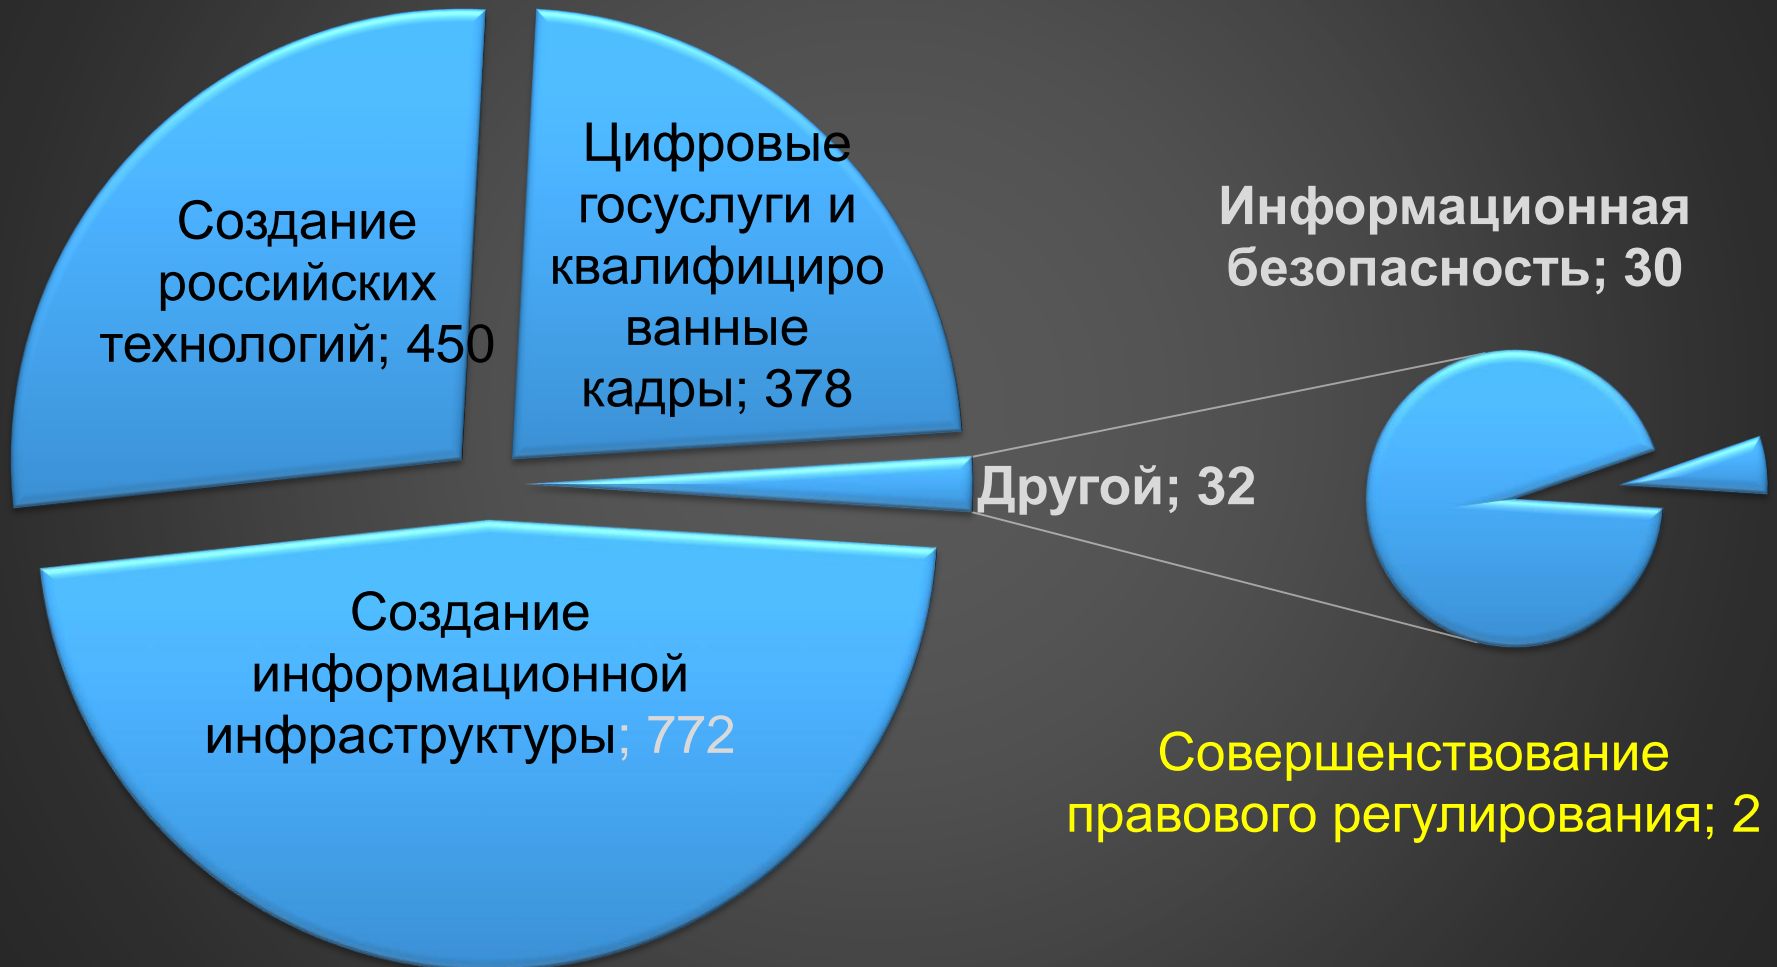 Создание
российских
технологий; 450
Цифровые
госуслуги и
квалифициро
ванные
кадры; 378
Информационная
безопасность; 30
Другой; 32
Создание
информационной
инфраструктуры; 772
Совершенствование
правового регулирования; 2